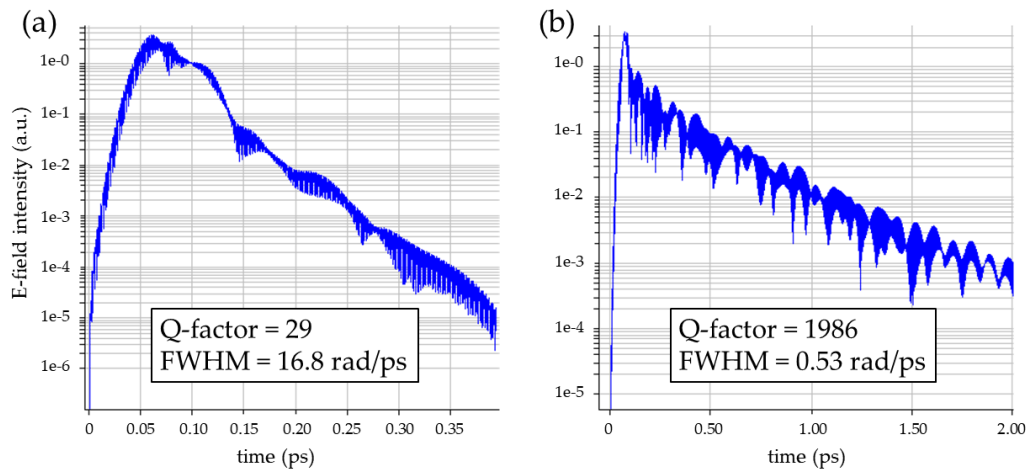 (a)
E-field intensity (a.u.)
1e-0
1e-1
1e-2
1e-3
1e-4
1e-5
1e-6
Q-factor = 29
FWHM = 16.8 rad/ps
0 0.05 0.10 0.15 0.20 0.25 0.30 0.35
time (ps)
(b)
1e-0
1e-1
1e-2
1e-3
1e-4
1e-5
Q-factor = 1986
FWHM = 0.53 rad/ps
0 0.50 1.00 1.50 2.00
time (ps)